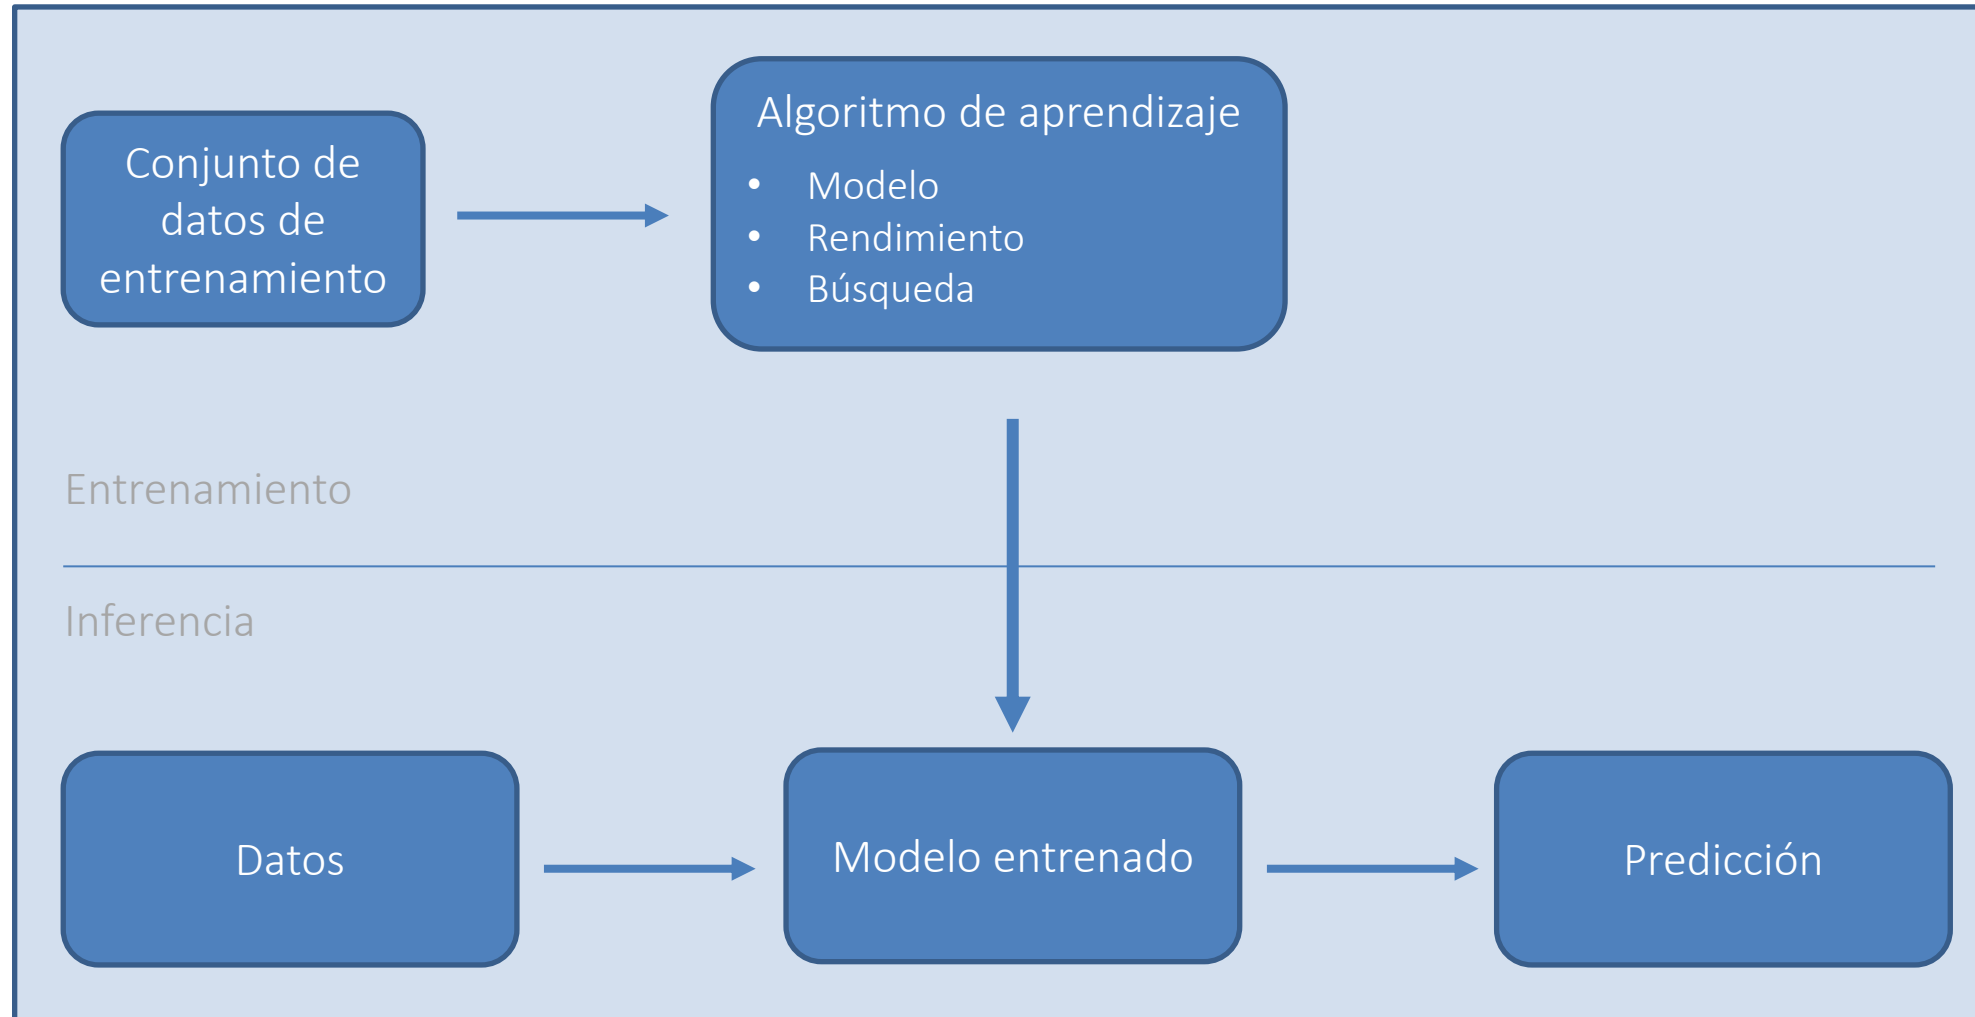 Conjunto de
datos de
entrenamiento
Algoritmo de aprendizaje
• Modelo
• Rendimiento
• Búsqueda
Entrenamiento
Inferencia
Datos
Modelo entrenado
Predicción